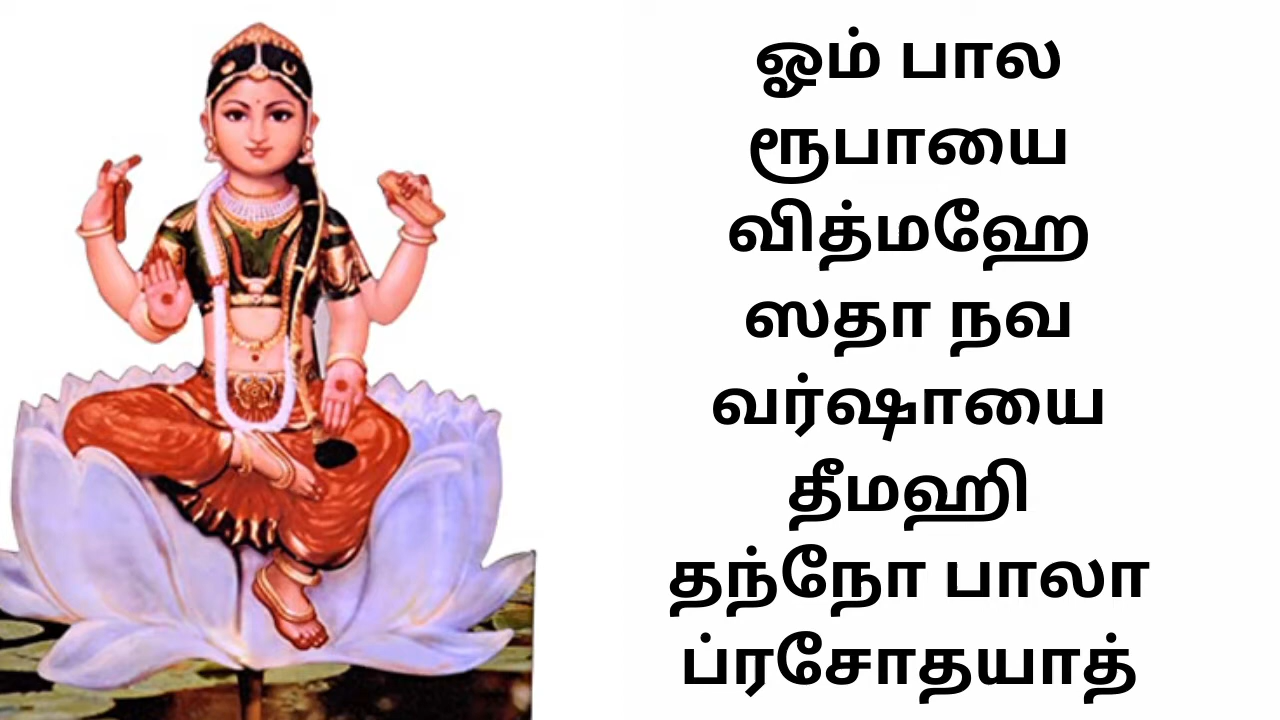 ஓம் பால
ரூபாயை
வித்மஹே
ஸதா நவ
வர்ஷாயை
தீமஹி
தந்நோ பாலா
ப்ரசோதயாத்